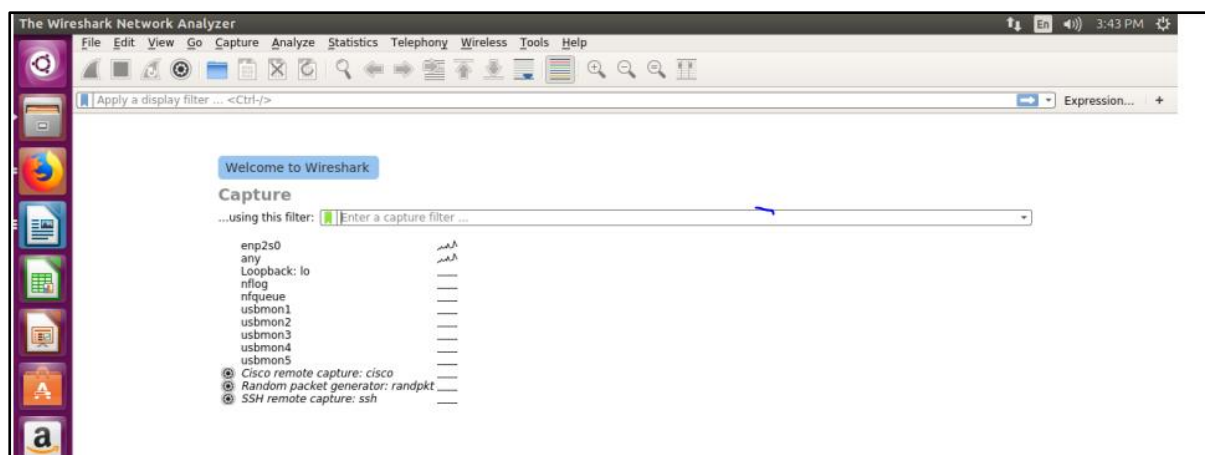 The Wireshark Network Analyzer En 3:43 PM
File Edit View Go Capture Analyze Statistics Telephony Wireless Tools Help
Apply a display filter ... <Ctrl-/> Expression... +
Welcome to Wireshark
Capture
...using this filter: Enter a capture filter ...
enp2s0
any
Loopback: lo
nflog
nfqueue
usbmon1
usbmon2
usbmon3
usbmon4
usbmon5
Cisco remote capture: cisco
Random packet generator: randpkt
SSH remote capture: ssh